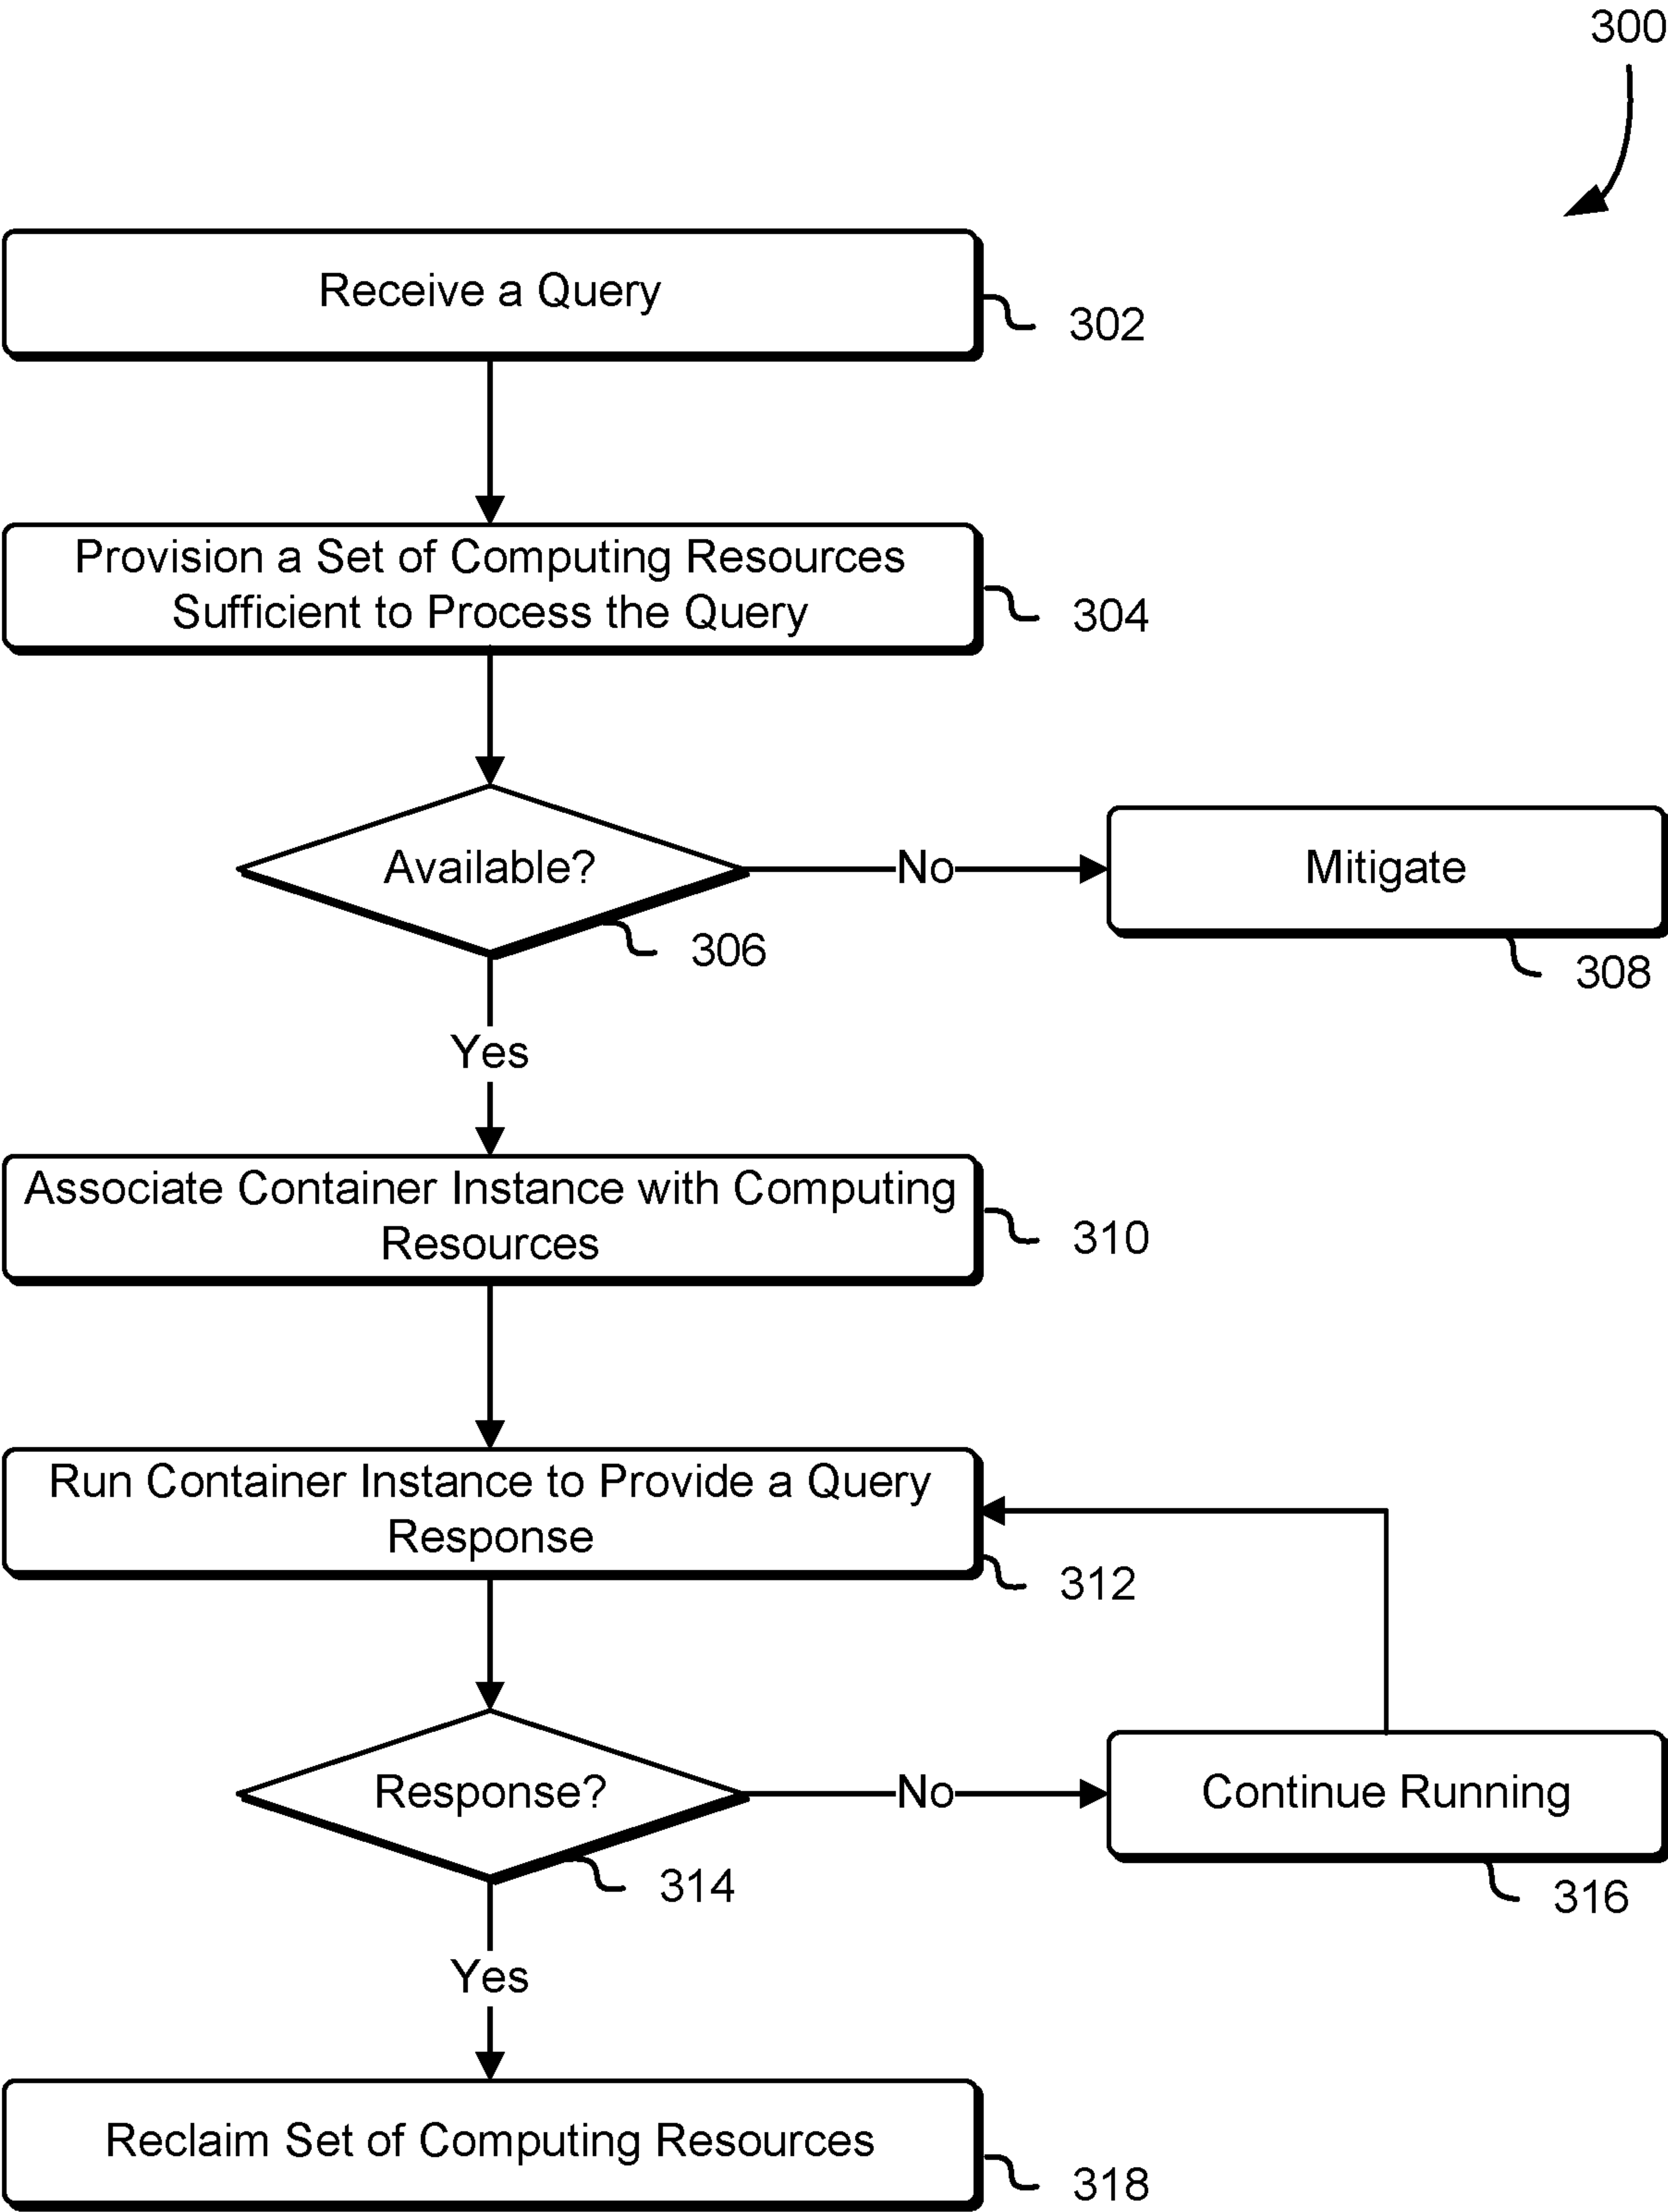 300
Receive a Query
302
Provision a Set of Computing Resources
Sufficient to Process the Query
304
Available?
No
Mitigate
306
308
Yes
Associate Container Instance with Computing
Resources
310
Run Container Instance to Provide a Query
Response
312
Response?
No
Continue Running
314
316
Yes
Reclaim Set of Computing Resources
318